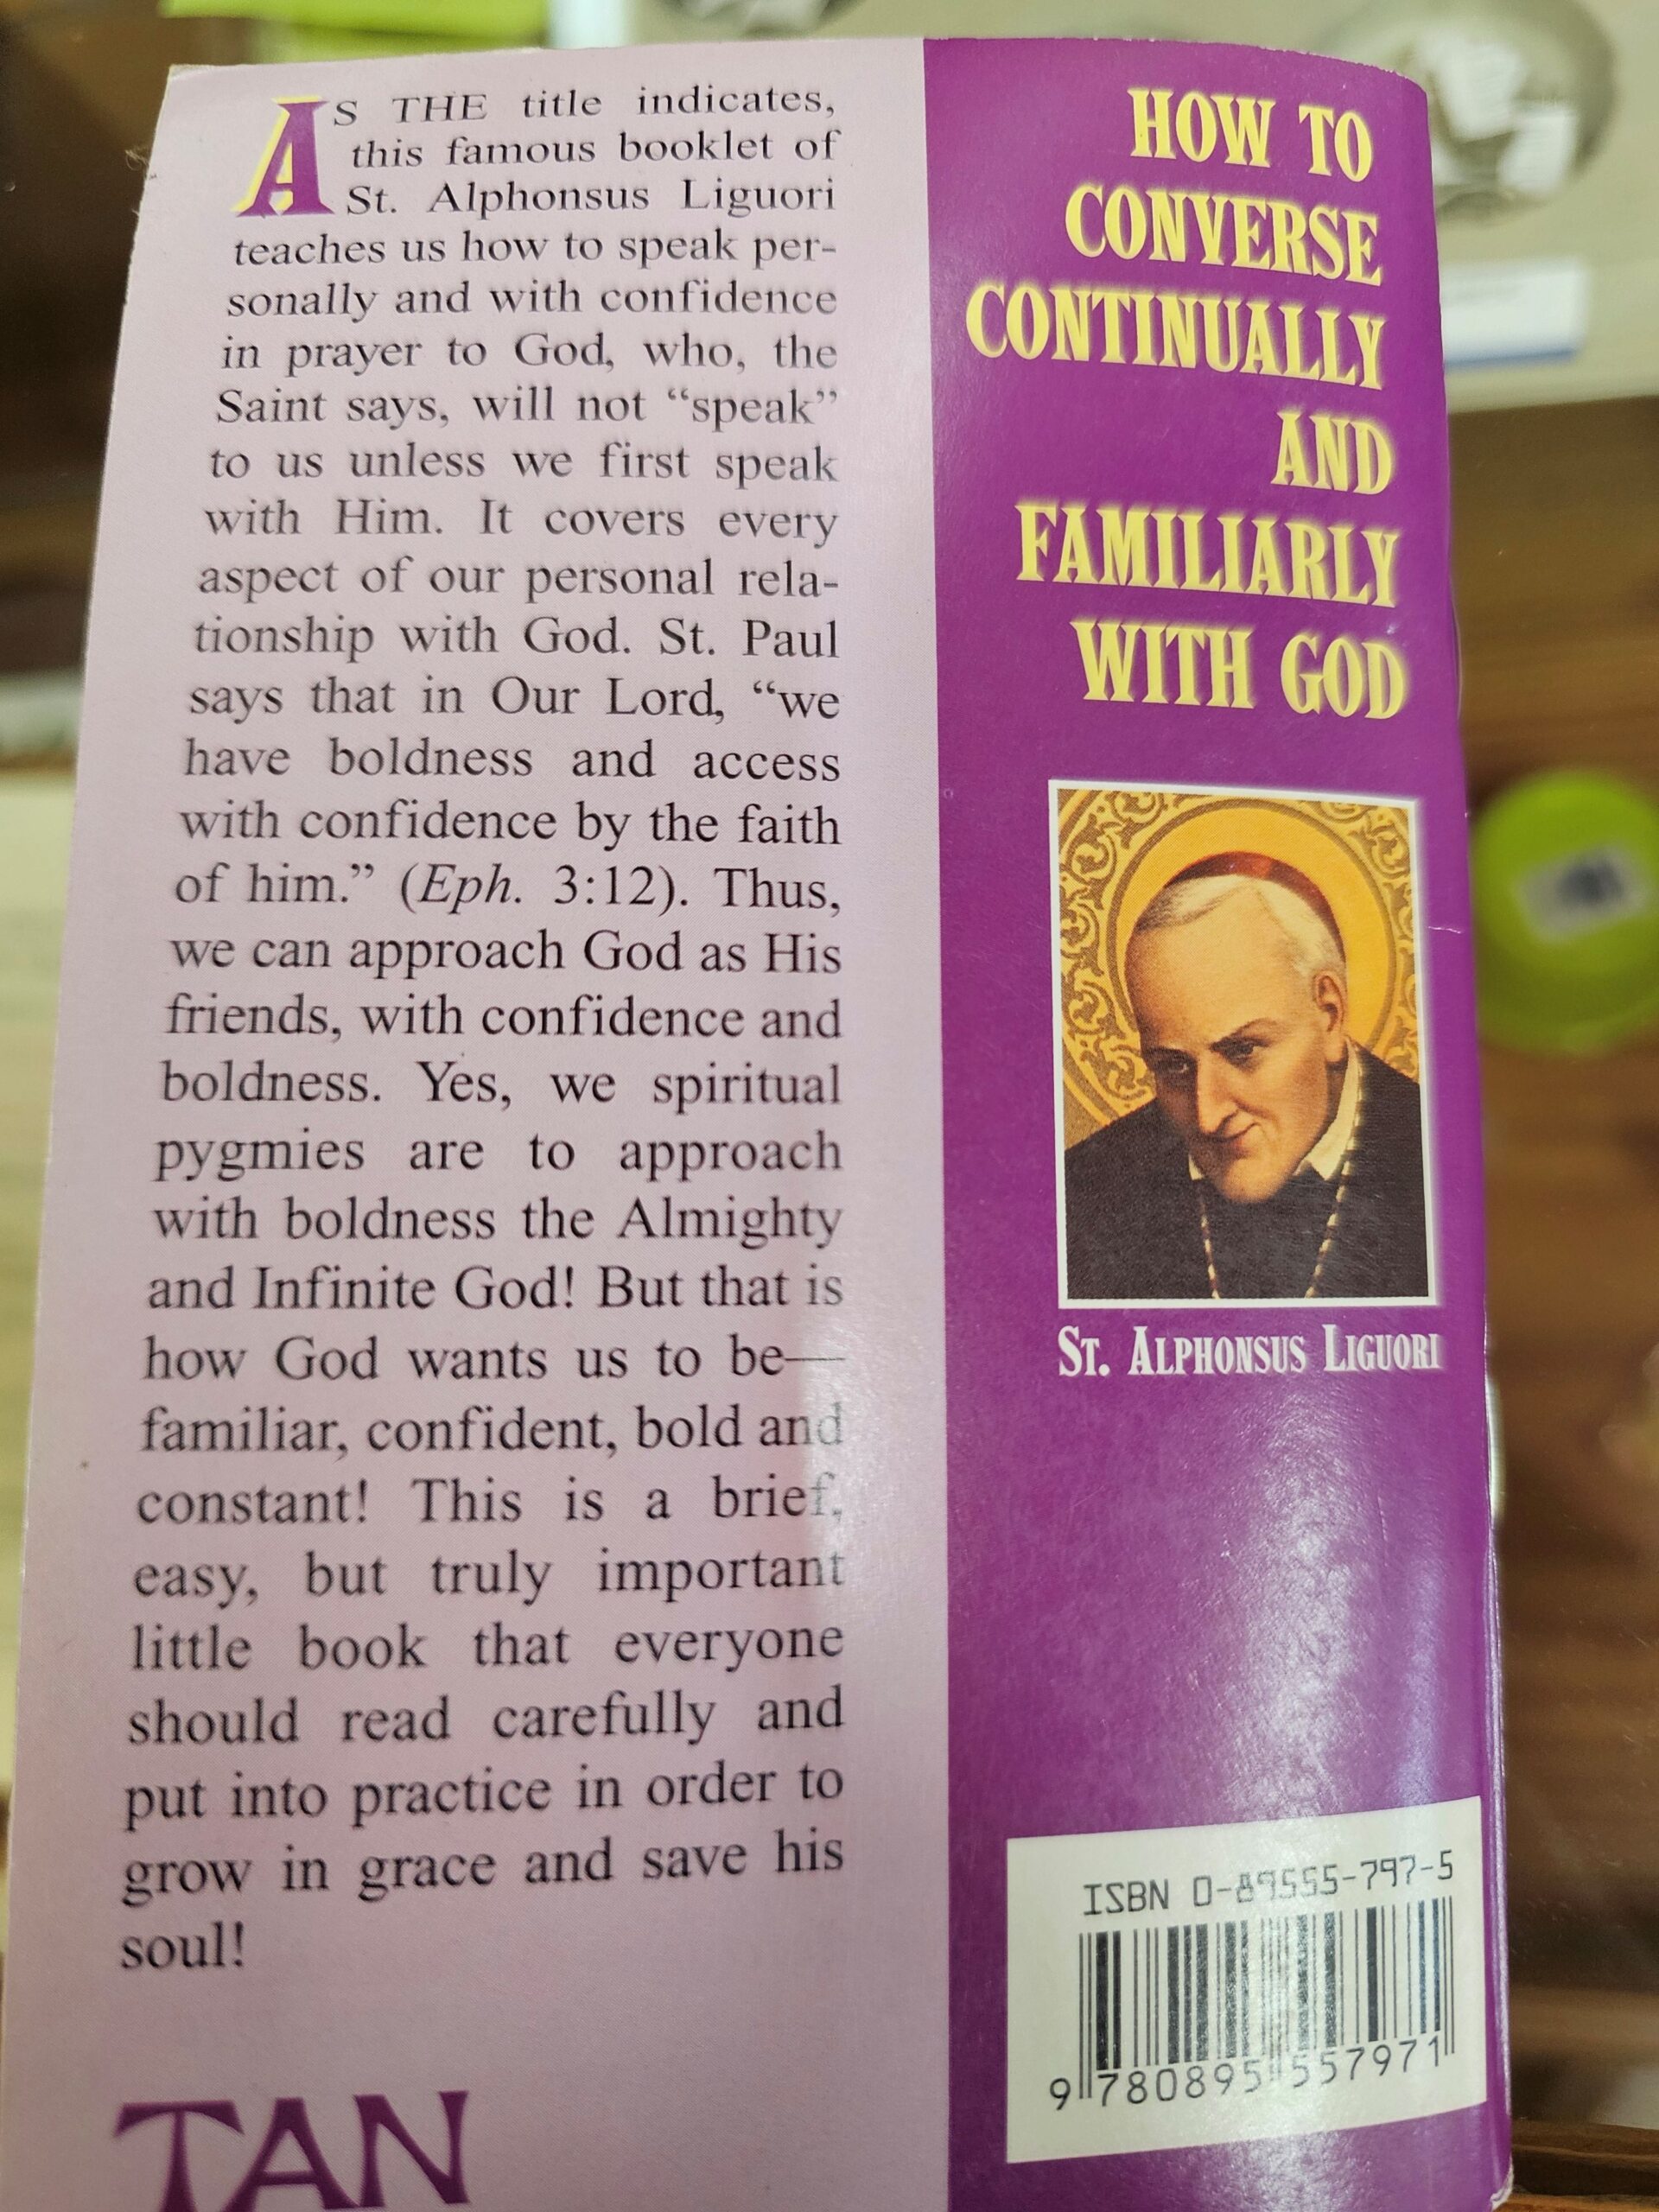 AS THE title indicates,
this famous booklet of
St. Alphonsus Liguori
teaches us how to speak per-
sonally and with confidence
in prayer to God, who, the
Saint says, will not “speak”
to us unless we first speak
with Him. It covers every
aspect of our personal rela-
tionship with God. St. Paul
says that in Our Lord, “we
have boldness and access
with confidence by the faith
of him.” (Eph. 3:12). Thus,
we can approach God as His
friends, with confidence and
boldness. Yes, we spiritual
pygmies are to approach
with boldness the Almighty
and Infinite God! But that is
how God wants us to be—
familiar, confident, bold and
constant! This is a brief,
easy, but truly important
little book that everyone
should read carefully and
put into practice in order to
grow in grace and save his
soul!
TAN
HOW TO
CONVERSE
CONTINUALLY
AND
FAMILIARLY
WITH GOD
ST. ALPHONSUS LIGUORI
ISBN 0-89555-797-5
9 780895 557971